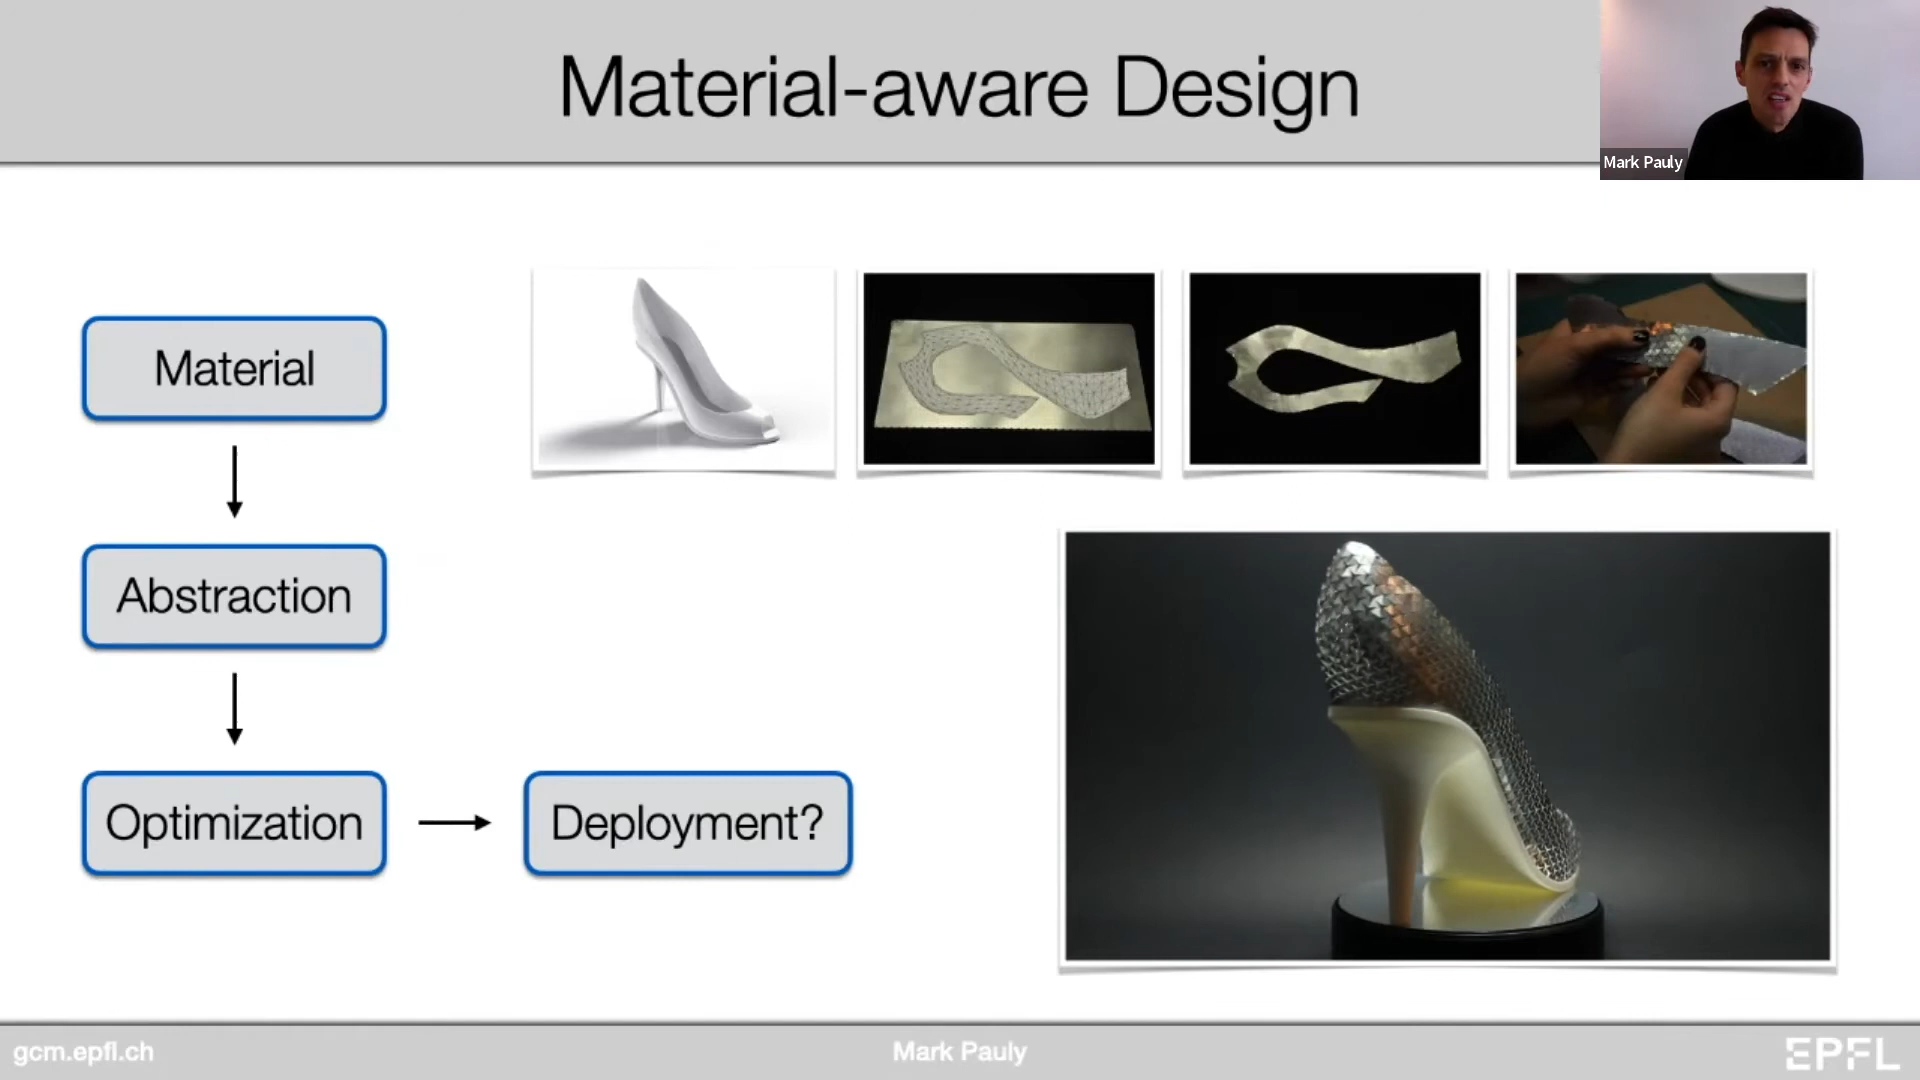 Material-aware Design
Mark Pauly
Material
Abstraction
Optimization
Deployment?
gcm.epfl.ch
Mark Pauly
EPFL